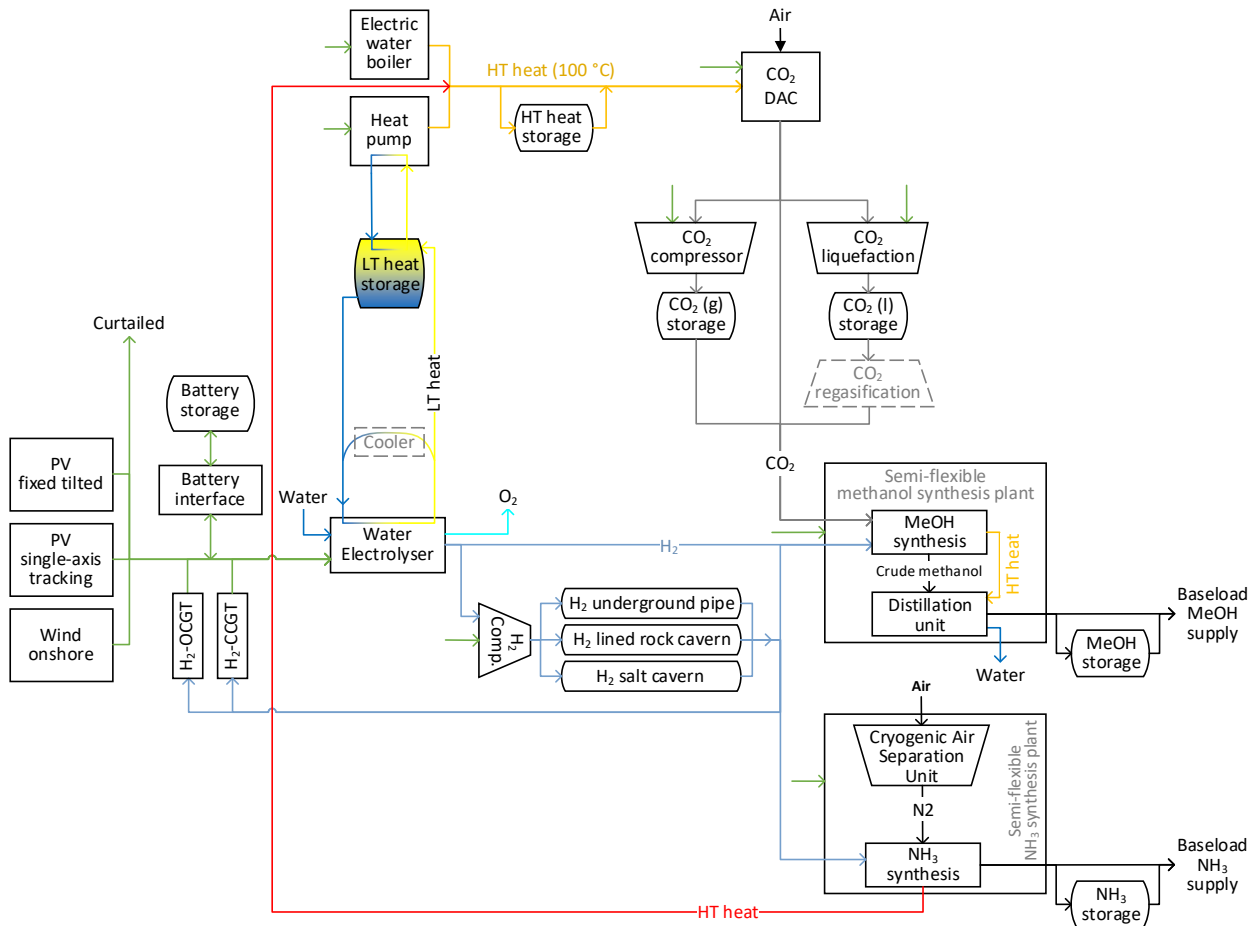 Electric
water
boiler
Air
HT heat (100 °C)
CO₂
DAC
Heat
pump
HT heat
storage
LT heat
storage
CO₂
compressor
CO₂
liquefaction
CO₂ (g)
storage
CO₂ (l)
storage
Curtailed
CO₂
regasification
Battery
storage
LT heat
Cooler
PV
fixed tilted
Battery
interface
CO₂
Semi-flexible
methanol synthesis plant
Water
O₂
PV
single-axis
tracking
Water
Electrolyser
H₂
MeOH
synthesis
HT heat
Crude methanol
Distillation
unit
Baseload
MeOH
supply
Wind
onshore
H₂-OCGT
H₂-CCGT
H₂
Comp.
H₂ underground pipe
H₂ lined rock cavern
H₂ salt cavern
MeOH
storage
Water
Air
Cryogenic Air
Separation
Unit
Semi-flexible
NH₃ synthesis plant
N2
NH₃
synthesis
Baseload
NH₃
supply
NH₃
storage
HT heat